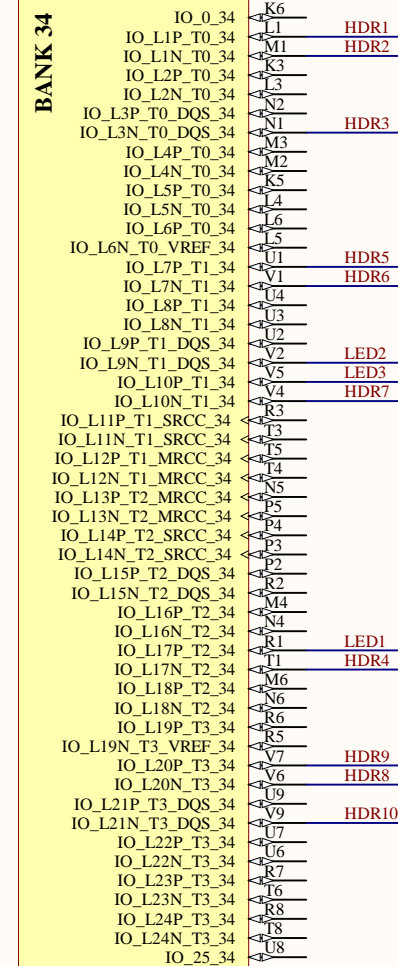 BANK 34
IO_0_34 K6
IO_L1P_T0_34 L1 HDR1
IO_L1N_T0_34 M1 HDR2
IO_L2P_T0_34 K3
IO_L2N_T0_34 L3
IO_L3P_T0_DQS_34 N2
IO_L3N_T0_DQS_34 N1 HDR3
IO_L4P_T0_34 M3
IO_L4N_T0_34 M2
IO_L5P_T0_34 K5
IO_L5N_T0_34 L4
IO_L6P_T0_34 L6
IO_L6N_T0_VREF_34 L5
IO_L7P_T1_34 U1 HDR5
IO_L7N_T1_34 V1 HDR6
IO_L8P_T1_34 U4
IO_L8N_T1_34 U3
IO_L9P_T1_DQS_34 U2
IO_L9N_T1_DQS_34 V2 LED2
IO_L10P_T1_34 V5 LED3
IO_L10N_T1_34 V4 HDR7
IO_L11P_T1_SRCC_34 R3
IO_L11N_T1_SRCC_34 T3
IO_L12P_T1_MRCC_34 T5
IO_L12N_T1_MRCC_34 T4
IO_L13P_T2_MRCC_34 N5
IO_L13N_T2_MRCC_34 P5
IO_L14P_T2_SRCC_34 P4
IO_L14N_T2_SRCC_34 P3
IO_L15P_T2_DQS_34 P2
IO_L15N_T2_DQS_34 R2
IO_L16P_T2_34 M4
IO_L16N_T2_34 N4
IO_L17P_T2_34 R1 LED1
IO_L17N_T2_34 T1 HDR4
IO_L18P_T2_34 M6
IO_L18N_T2_34 N6
IO_L19P_T3_34 R6
IO_L19N_T3_VREF_34 R5
IO_L20P_T3_34 V7 HDR9
IO_L20N_T3_34 V6 HDR8
IO_L21P_T3_DQS_34 U9
IO_L21N_T3_DQS_34 V9 HDR10
IO_L22P_T3_34 U7
IO_L22N_T3_34 U6
IO_L23P_T3_34 R7
IO_L23N_T3_34 T6
IO_L24P_T3_34 R8
IO_L24N_T3_34 T8
IO_25_34 U8